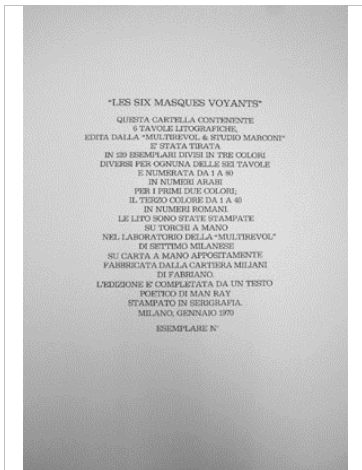 "LES SIX MASQUES VOYANTS"
QUESTA CARTELLA CONTENENTE
6 TAVOLE LITOGRAFICHE,
EDITA DALLA "MULTIREVOL & STUDIO MARCONI"
E' STATA TIRATA
IN 120 ESEMPLARI DIVISI IN TRE COLORI
DIVERSI PER OGNUNA DELLE SEI TAVOLE
E NUMERATA DA 1 A 80
IN NUMERI ARABI
PER I PRIMI DUE COLORI;
IL TERZO COLORE DA 1 A 40
IN NUMERI ROMANI.
LE LITO SONO STATE STAMPATE
SU TORCHI A MANO
NEL LABORATORIO DELLA "MULTIREVOL"
DI SETTIMO MILANESE
SU CARTA A MANO APPOSITAMENTE
FABBRICATA DALLA CARTIERA MILIANI
DI FABRIANO.
L'EDIZIONE E' COMPLETATA DA UN TESTO
POETICO DI MAN RAY
STAMPATO IN SERIGRAFIA.
MILANO, GENNAIO 1970
ESEMPLARE N°